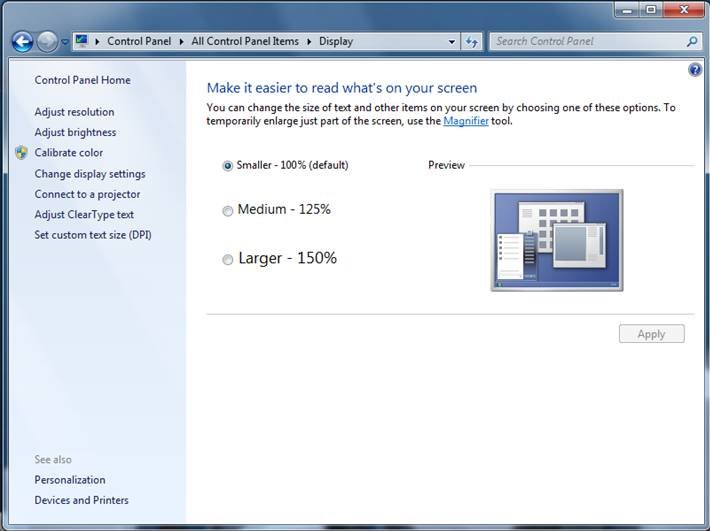 Control Panel
All Control Panel Items
Display
Search Control Panel
Control Panel Home
Adjust resolution
Adjust brightness
Calibrate color
Change display settings
Connect to a projector
Adjust ClearType text
Set custom text size (DPI)
See also
Personalization
Devices and Printers
Make it easier to read what's on your screen
You can change the size of text and other items on your screen by choosing one of these options. To
temporarily enlarge just part of the screen, use the Magnifier tool.
Smaller - 100% (default)
Preview
Medium - 125%
Larger - 150%
Apply